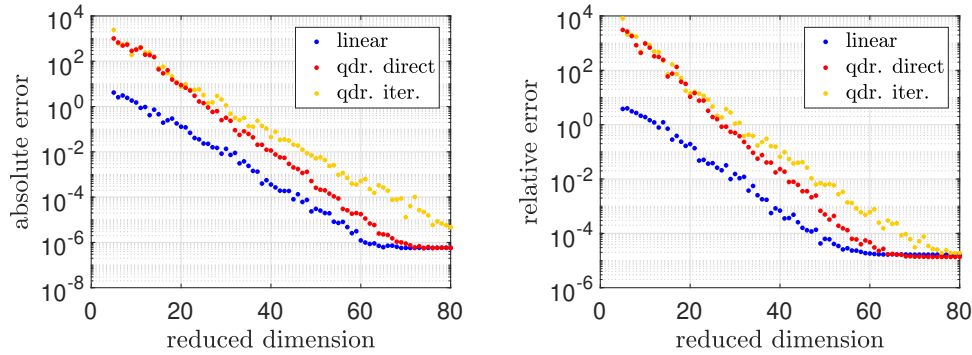 10^4
10^2
10^0
10^-2
10^-4
10^-6
10^-8
absolute error
0 20 40 60 80
reduced dimension
linear
qdr. direct
qdr. iter.
10^4
10^2
10^0
10^-2
10^-4
10^-6
relative error
0 20 40 60 80
reduced dimension
linear
qdr. direct
qdr. iter.